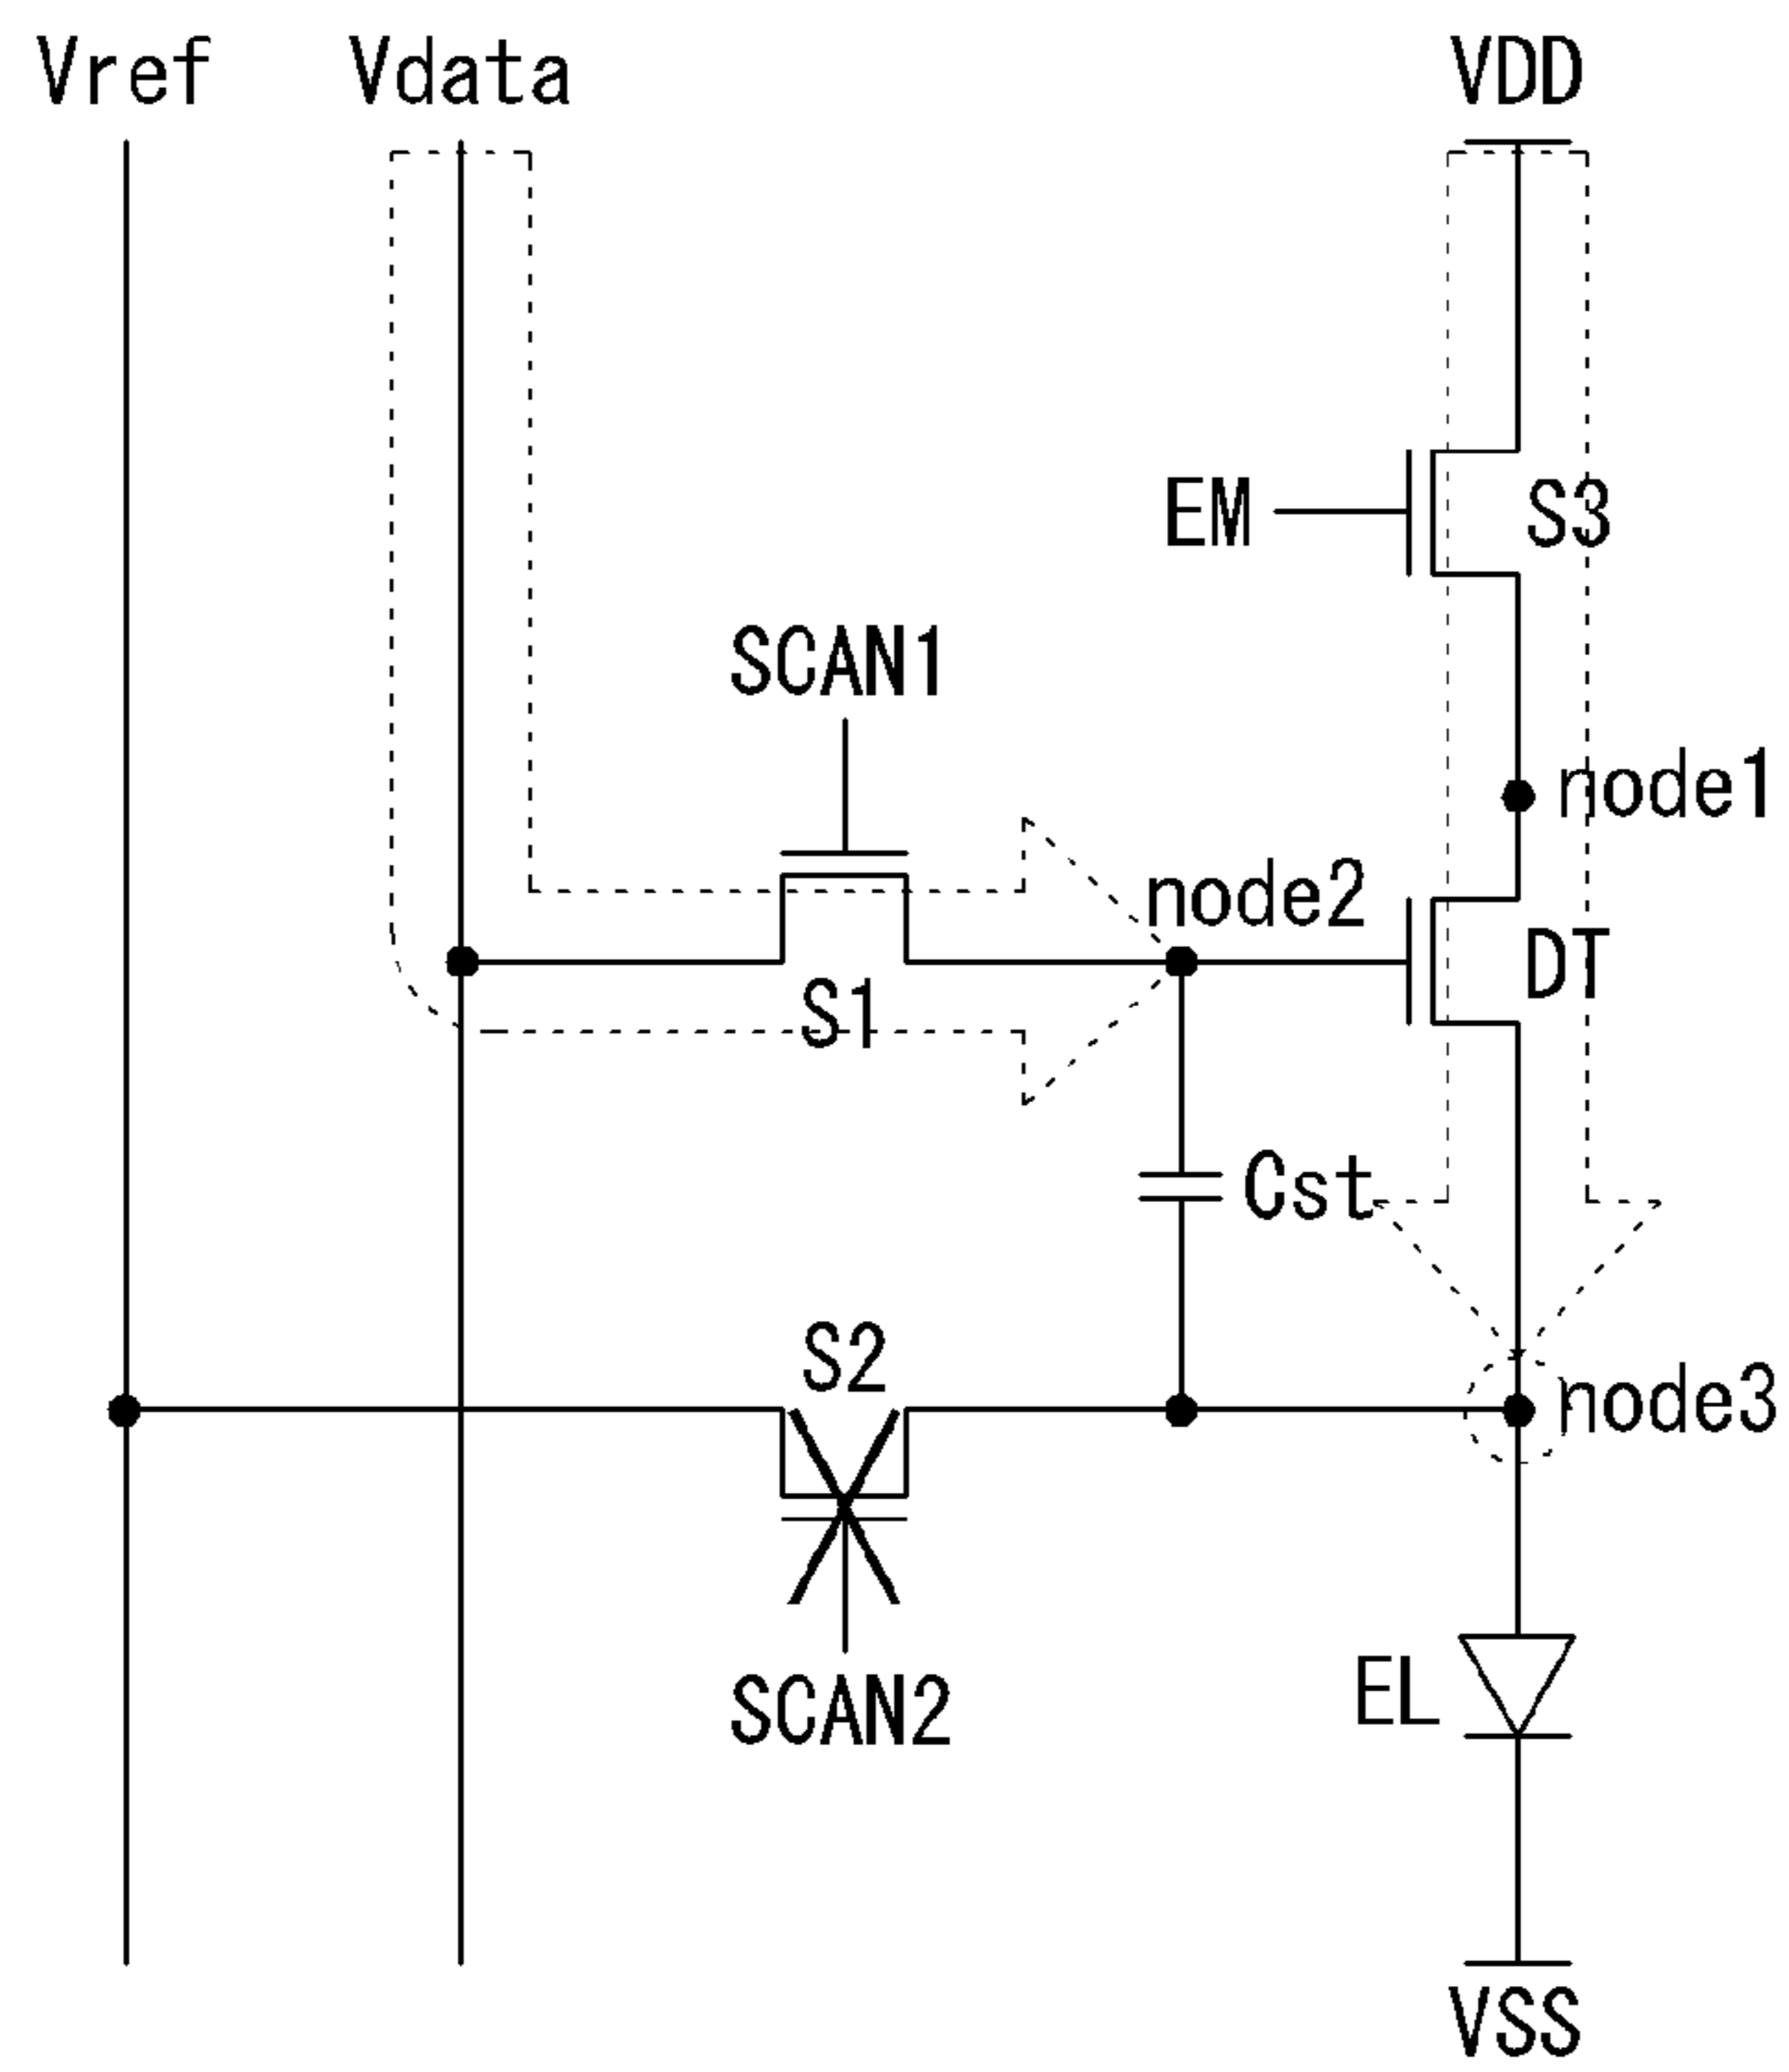 Vref Vdata VDD
EM S3
SCAN1
node1
node2
DT
S1
Cst
S2
node3
EL
SCAN2
VSS